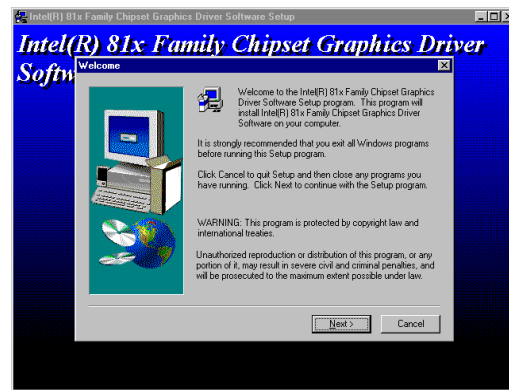 Intel(R) 81x Family Chipset Graphics Driver Software Setup
Intel(R) 81x Family Chipset Graphics Driver
Softw
Welcome
Welcome to the Intel(R) 81x Family Chipset Graphics
Driver Software Setup program. This program will
install Intel(R) 81x Family Chipset Graphics Driver
Software on your computer.
It is strongly recommended that you exit all Windows programs
before running this Setup program.
Click Cancel to quit Setup and then close any programs you
have running. Click Next to continue with the Setup program.
WARNING: This program is protected by copyright law and
international treaties.
Unauthorized reproduction or distribution of this program, or any
portion of it, may result in severe civil and criminal penalties, and
will be prosecuted to the maximum extent possible under law.
Next >
Cancel